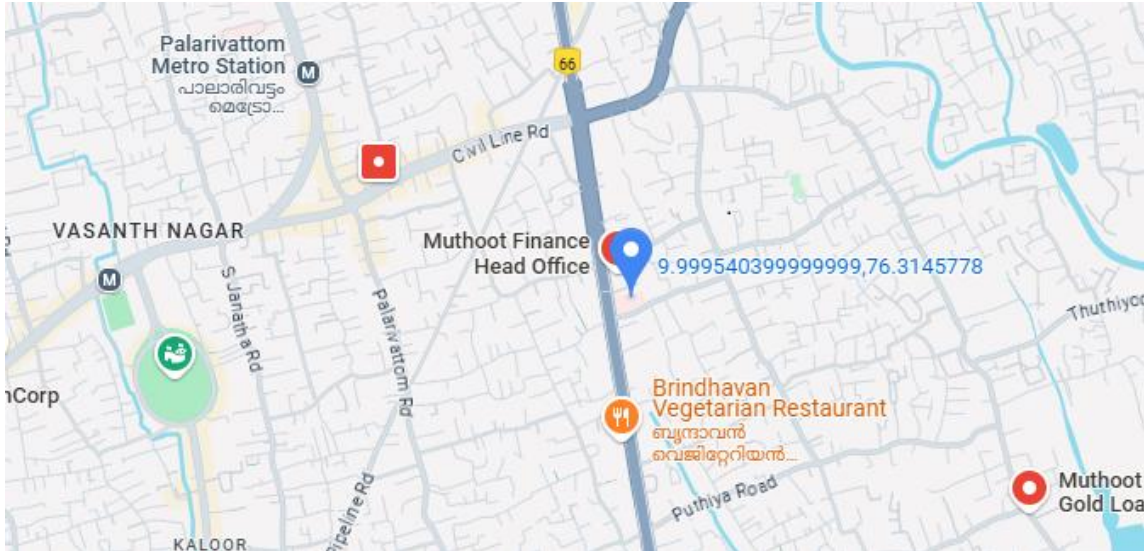 Palarivattom
Metro Station
പാലാരിവട്ടം
മെട്രോ...
M
66
Civil Line Rd
VASANTH NAGAR
M
S Janatha Rd
Palarivattom Rd
Muthoot Finance
Head Office
9.999540399999999,76.3145778
Thuthiyo
nCorp
Brindhavan
Vegetarian Restaurant
ബൃന്ദാവൻ
വെജിറ്റേറിയൻ...
Puthiya Road
Muthoot
Gold Loa
Pipeline Rd
KALOOR